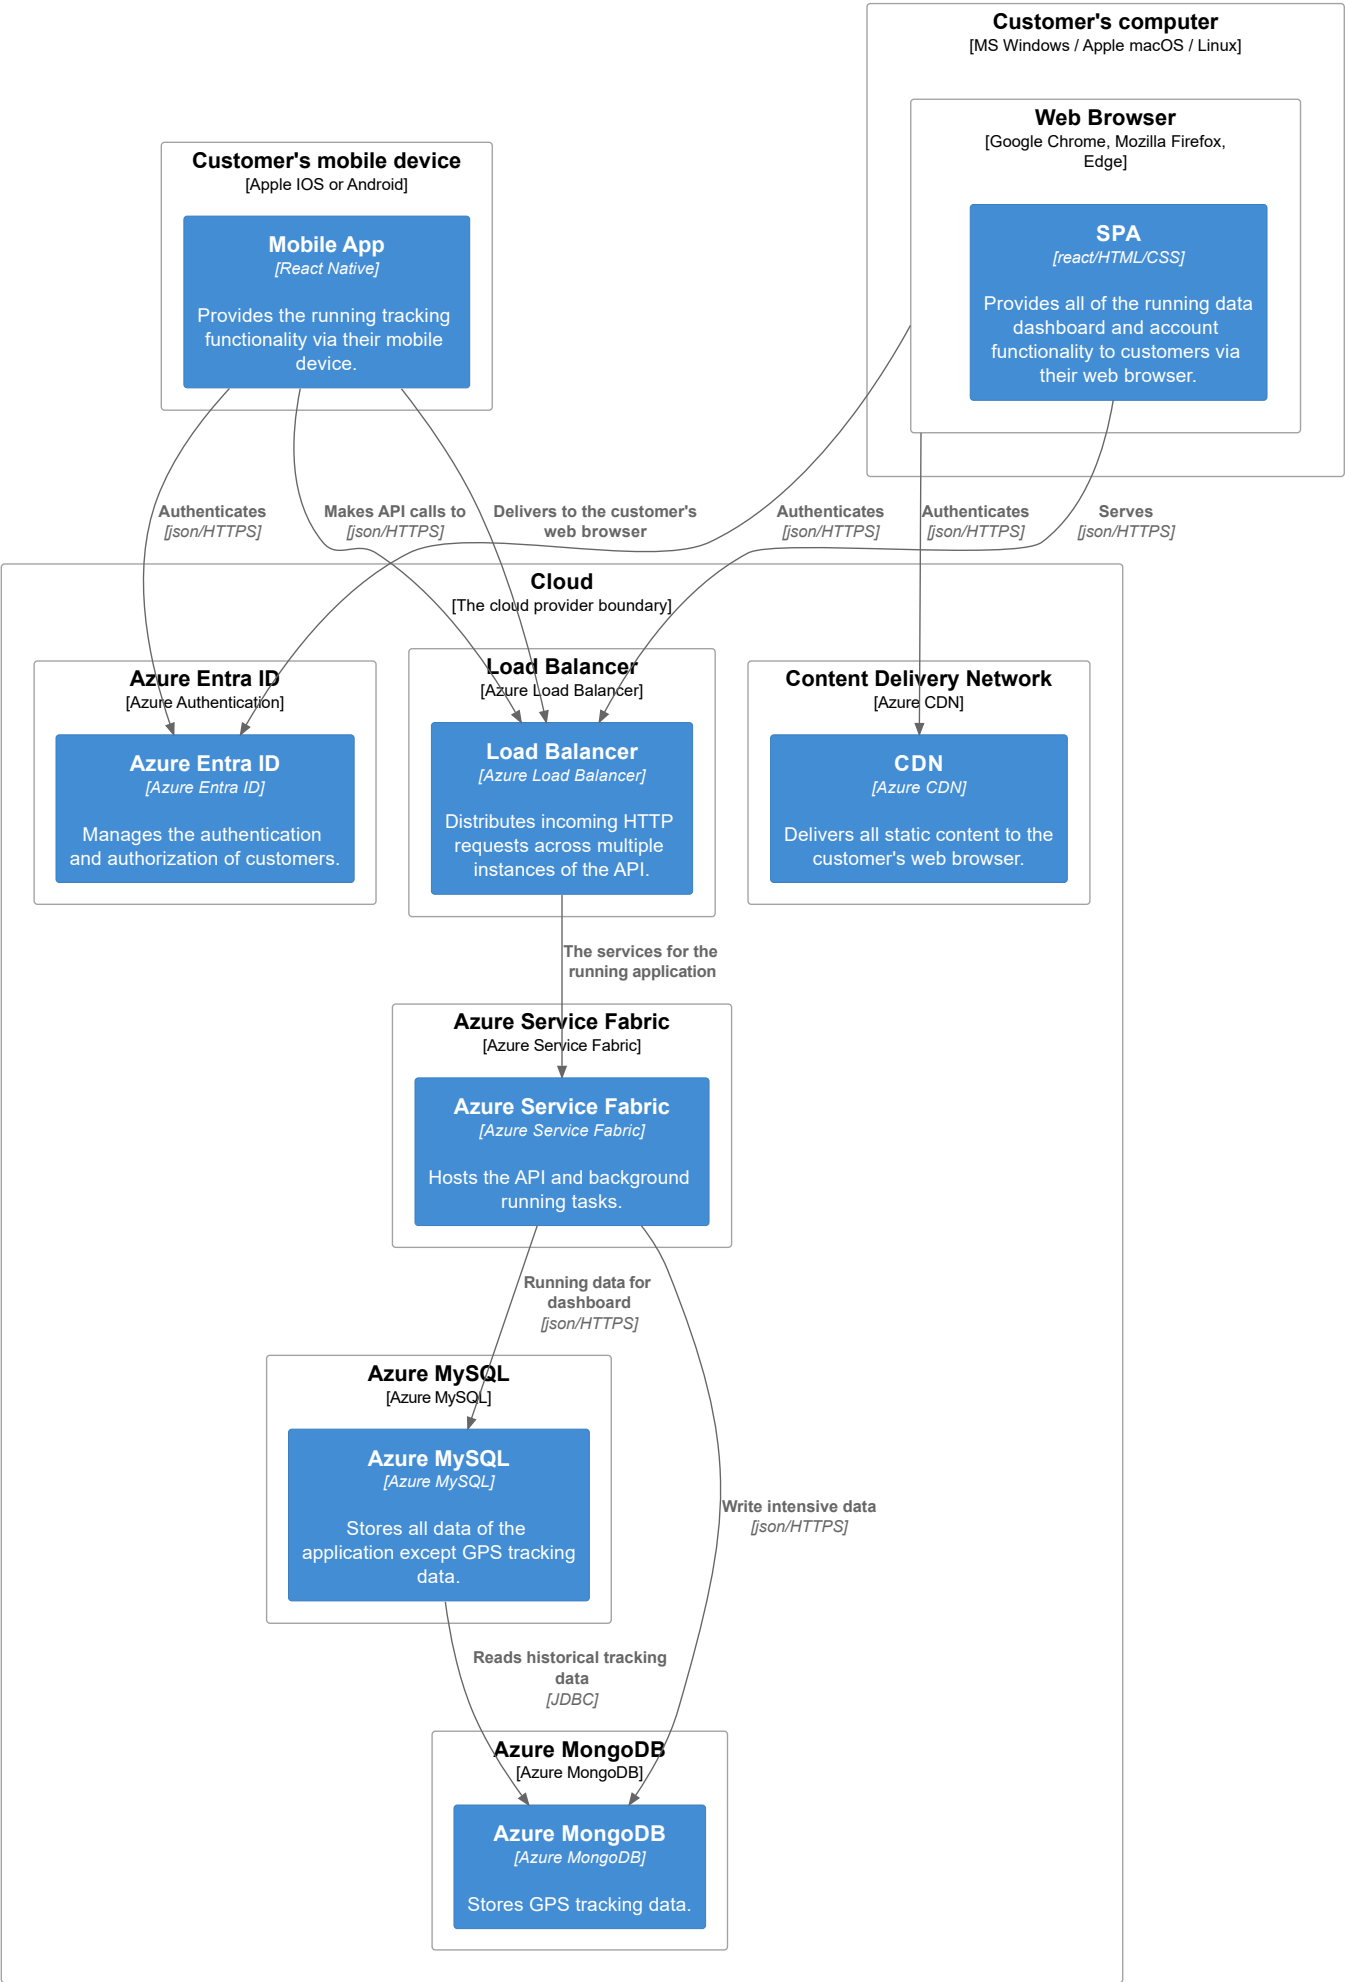 Customer's computer
[MS Windows / Apple macOS / Linux]
Web Browser
[Google Chrome, Mozilla Firefox,
Edge]
Customer's mobile device
[Apple IOS or Android]
SPA
[react/HTML/CSS]
Provides all of the running data
dashboard and account
functionality to customers via
their web browser.
Mobile App
[React Native]
Provides the running tracking
functionality via their mobile
device.
Authenticates
[json/HTTPS]
Makes API calls to
[json/HTTPS]
Delivers to the customer's
web browser
Authenticates
[json/HTTPS]
Authenticates
[json/HTTPS]
Serves
[json/HTTPS]
Cloud
[The cloud provider boundary]
Azure Entra ID
[Azure Authentication]
Azure Entra ID
[Azure Entra ID]
Manages the authentication
and authorization of customers.
Load Balancer
[Azure Load Balancer]
Load Balancer
[Azure Load Balancer]
Distributes incoming HTTP
requests across multiple
instances of the API.
Content Delivery Network
[Azure CDN]
CDN
[Azure CDN]
Delivers all static content to the
customer's web browser.
The services for the
running application
Azure Service Fabric
[Azure Service Fabric]
Azure Service Fabric
[Azure Service Fabric]
Hosts the API and background
running tasks.
Running data for
dashboard
[json/HTTPS]
Azure MySQL
[Azure MySQL]
Azure MySQL
[Azure MySQL]
Stores all data of the
application except GPS tracking
data.
Write intensive data
[json/HTTPS]
Reads historical tracking
data
[JDBC]
Azure MongoDB
[Azure MongoDB]
Azure MongoDB
[Azure MongoDB]
Stores GPS tracking data.